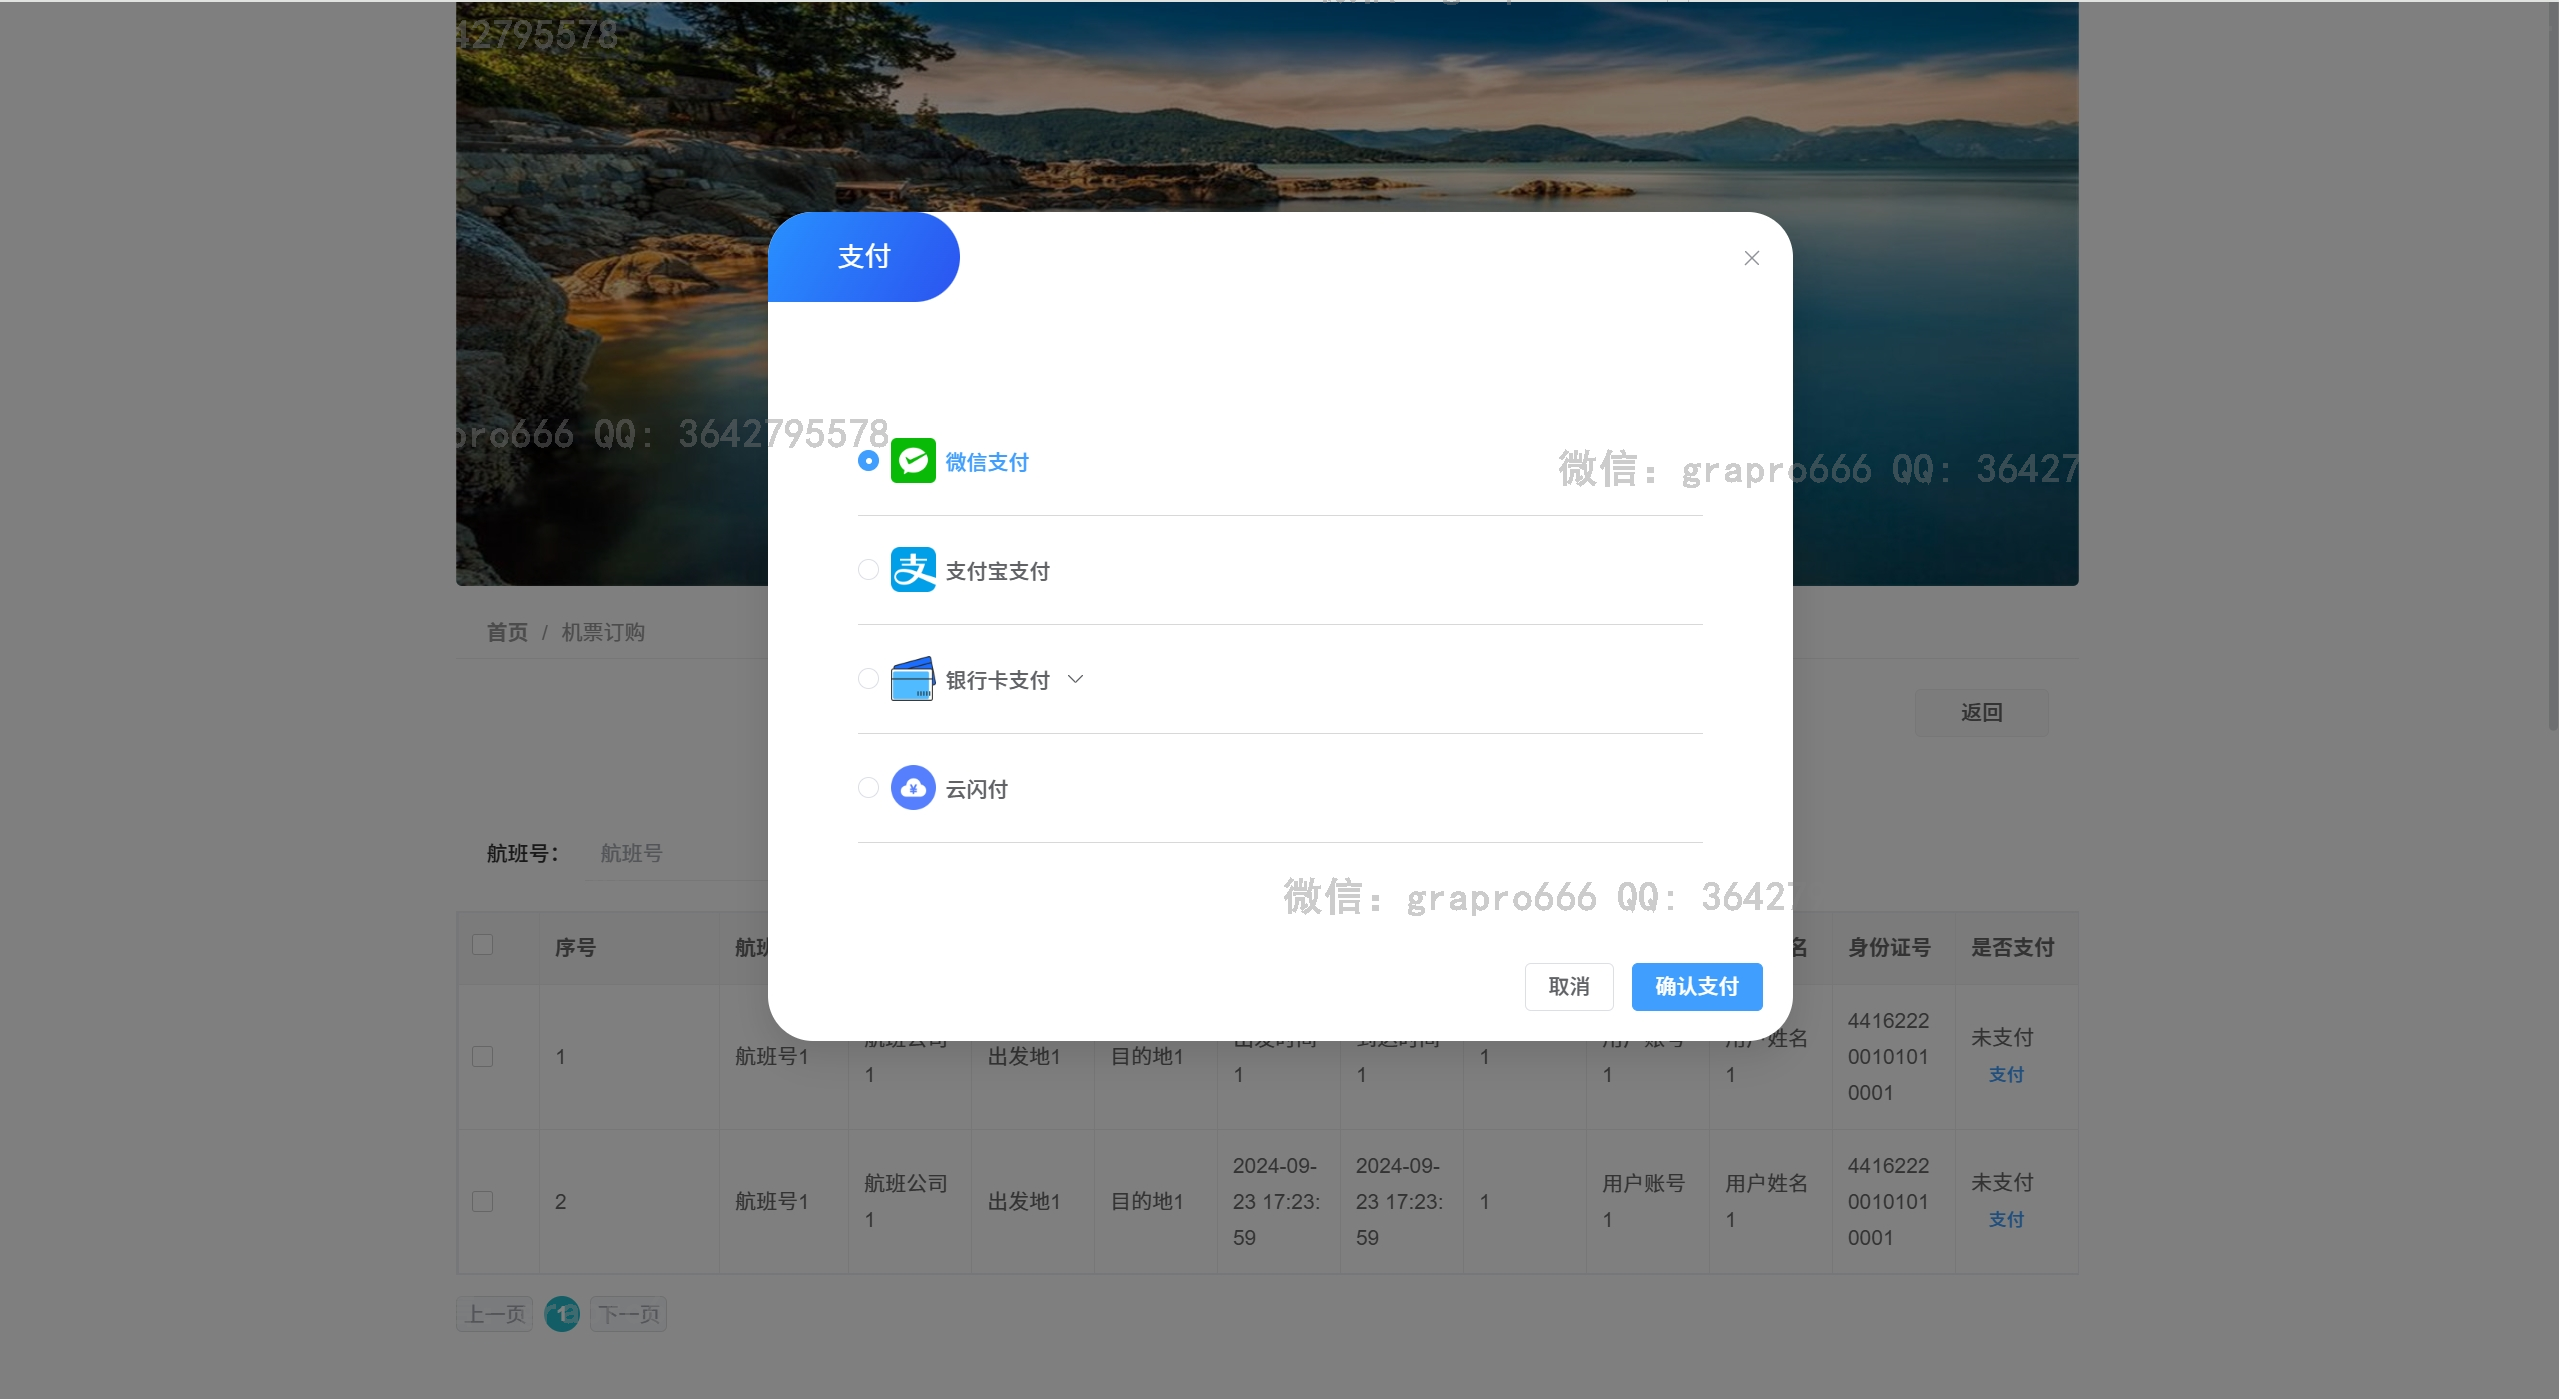 42795578
支付
pro666 QQ: 3642795578
微信支付
微信: grapro666 QQ: 36427
支付宝支付
首页 / 机票订购
银行卡支付
返回
云闪付
航班号：
航班号
微信: grapro666 QQ: 36427
取消
确认支付
序号 航班 名 身份证号 是否支付
1 航班号1 航班公司1 出发地1 目的地1 出发时间1 到达时间1 1 用户账号1 用户姓名1 441622200101010001 未支付 支付
2 航班号1 航班公司1 出发地1 目的地1 2024-09-23 17:23:59 2024-09-23 17:23:59 1 用户账号1 用户姓名1 441622200101010001 未支付 支付
上一页 1 下一页